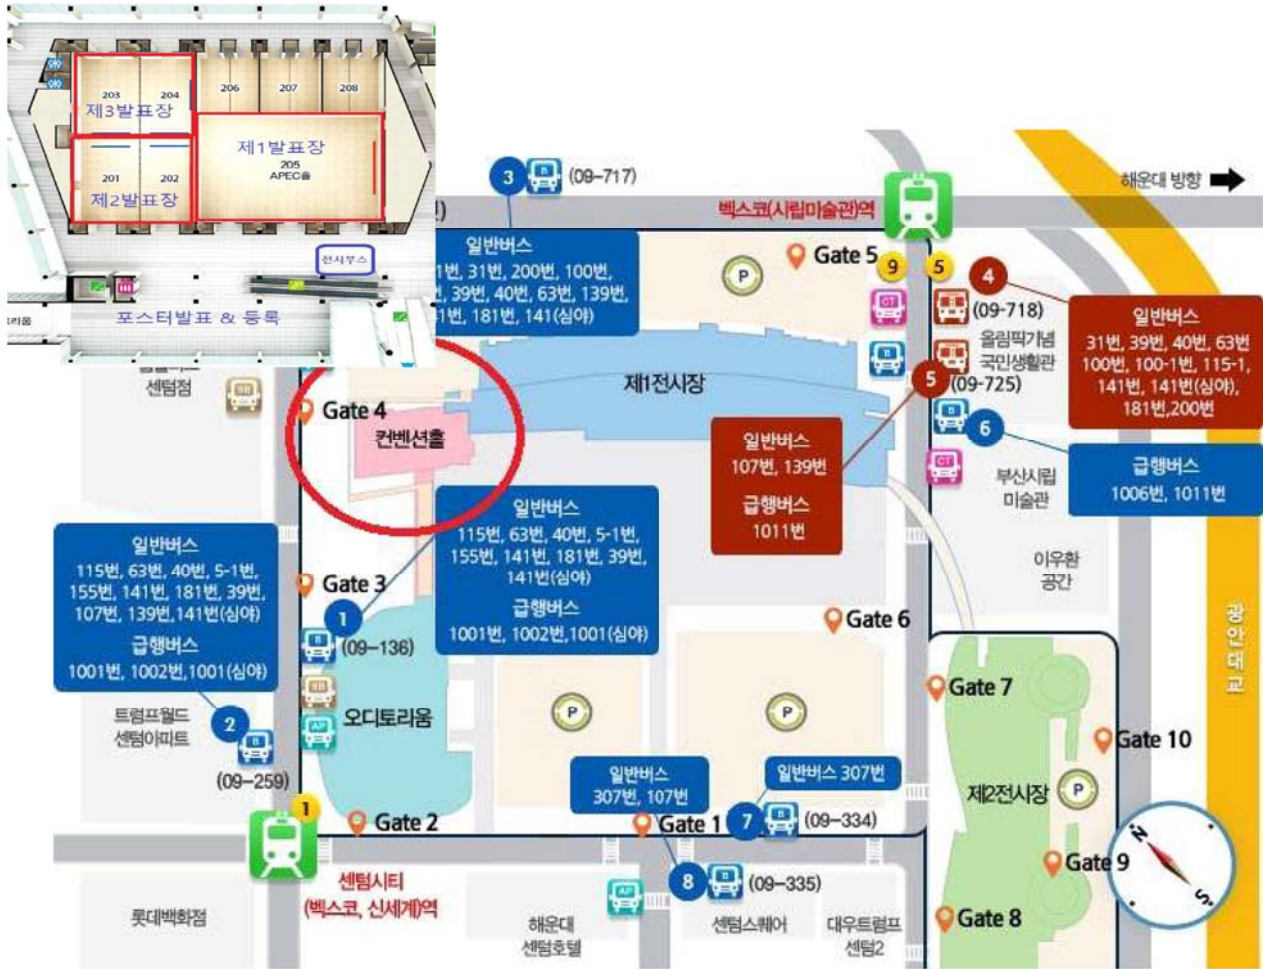 203
204
206
207
208
제3발표장
제1발표장
205
APEC홀
201
202
제2발표장
전시부스
포스터발표 & 등록
리움
3
(09-717)
해운대 방향
벡스코(시립미술관)역
일반버스
1번, 31번, 200번, 100번,
39번, 40번, 63번, 139번,
1번, 181번, 141(심야)
Gate 5
P
9
5
4
CT
B
(09-718)
올림픽기념
국민생활관
5
(09-725)
일반버스
31번, 39번, 40번, 63번
100번, 100-1번, 115-1,
141번, 141번(심야),
181번,200번
센텀점
Gate 4
컨벤션홀
제1전시장
일반버스
107번, 139번
급행버스
1011번
B
6
CT
부산시립
미술관
급행버스
1006번, 1011번
일반버스
115번, 63번, 40번, 5-1번,
155번, 141번, 181번, 39번,
141번(심야)
급행버스
1001번, 1002번,1001(심야)
일반버스
115번, 63번, 40번, 5-1번,
155번, 141번, 181번, 39번,
107번, 139번,141번(심야)
급행버스
1001번, 1002번,1001(심야)
이우환
공간
Gate 3
1
B
(09-136)
Gate 6
광안대교
Gate 7
오디토리움
AP
트럼프월드
센텀아파트
2
B
(09-259)
P
P
Gate 10
일반버스
307번, 107번
일반버스 307번
제2전시장
P
1
Gate 2
Gate 1
7
B
(09-334)
N
S
Gate 9
센텀시티
(벡스코, 신세계)역
8
B
(09-335)
AP
롯데백화점
해운대
센텀호텔
센텀스퀘어
대우트럼프
센텀2
Gate 8